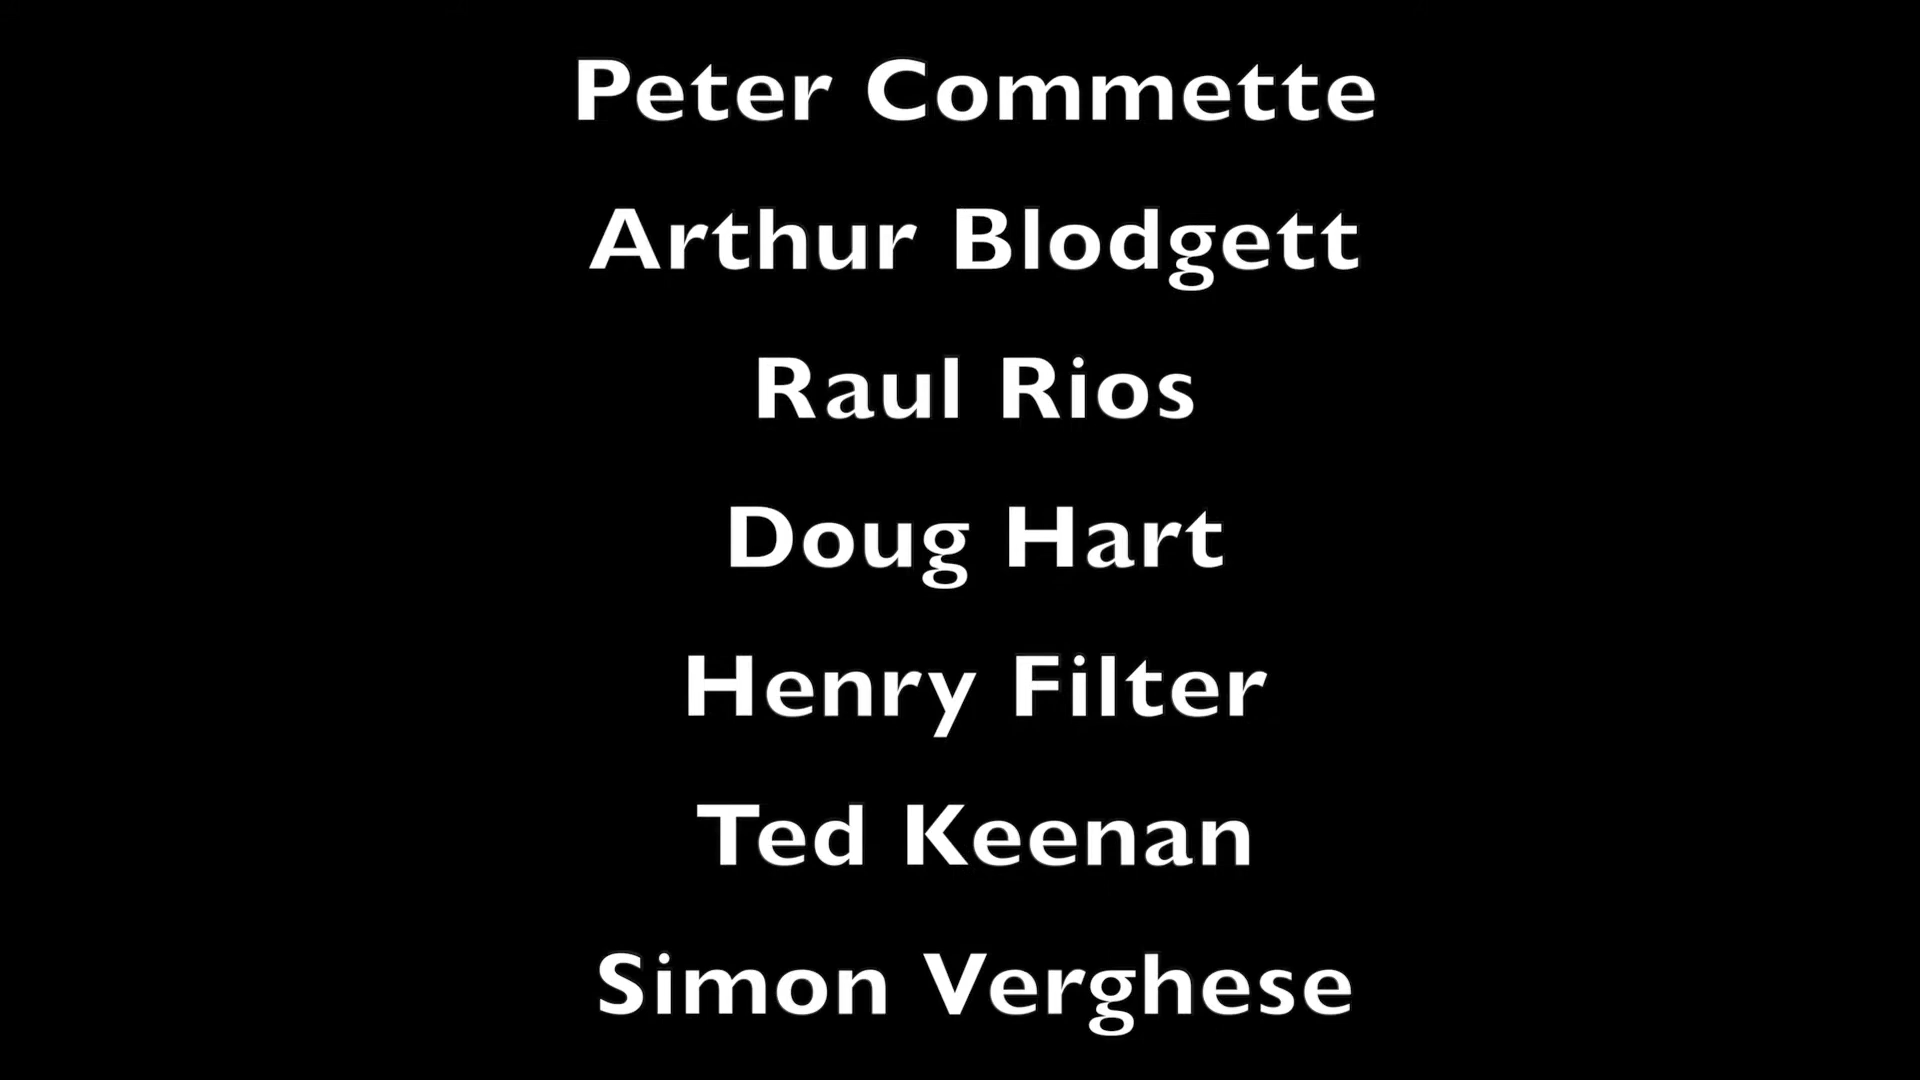 Peter Commette
Arthur Blodgett
Raul Rios
Doug Hart
Henry Filter
Ted Keenan
Simon Verghese